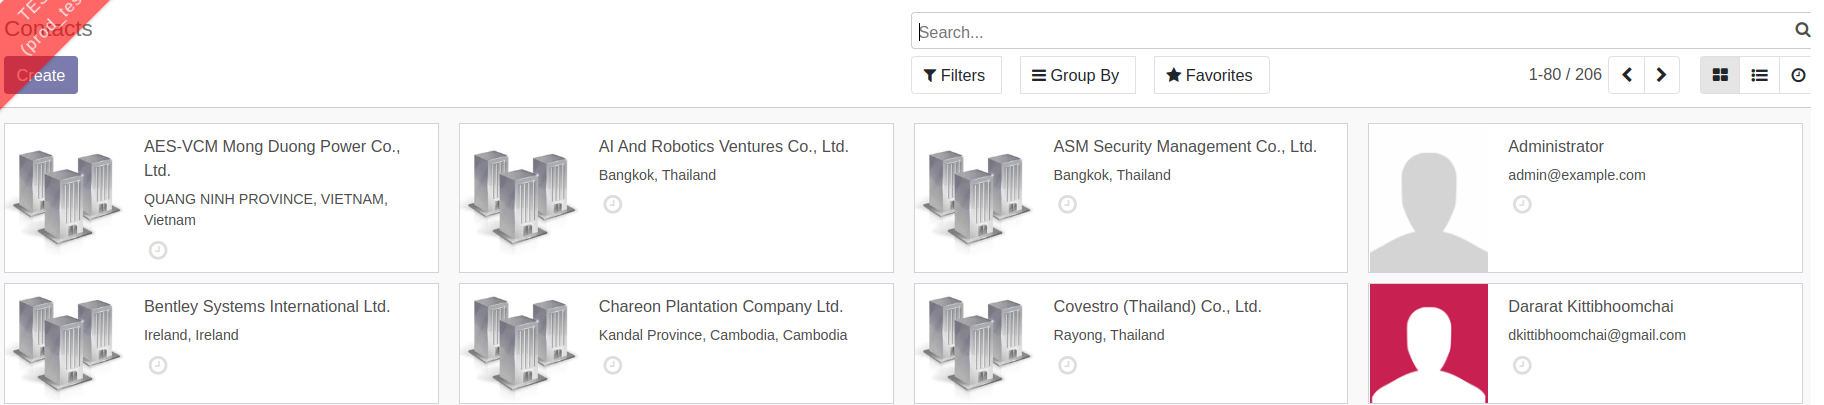 TES
(prod_tes
Contacts
Search...
Create
Filters
Group By
Favorites
1-80 / 206
AES-VCM Mong Duong Power Co.,
Ltd.
QUANG NINH PROVINCE, VIETNAM,
Vietnam
AI And Robotics Ventures Co., Ltd.
Bangkok, Thailand
ASM Security Management Co., Ltd.
Bangkok, Thailand
Administrator
admin@example.com
Bentley Systems International Ltd.
Ireland, Ireland
Chareon Plantation Company Ltd.
Kandal Province, Cambodia, Cambodia
Covestro (Thailand) Co., Ltd.
Rayong, Thailand
Dararat Kittibhoomchai
dkittibhoomchai@gmail.com